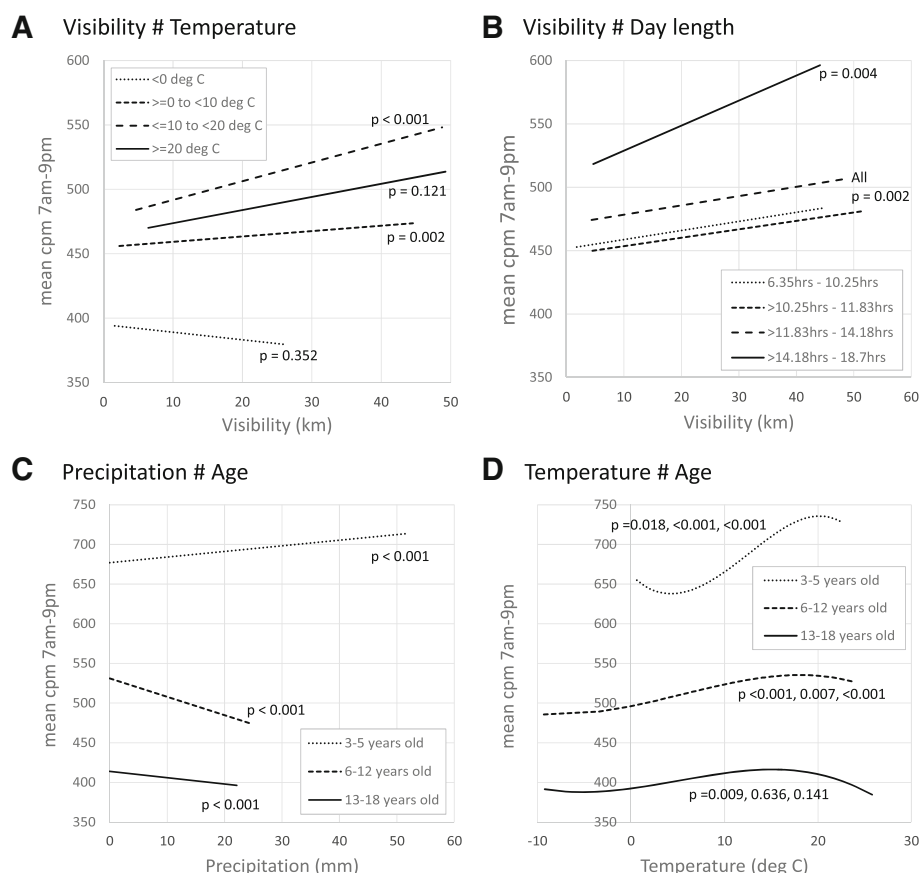 A Visibility # Temperature
600
550
500
450
400
350
mean cpm 7am-9pm
<0 deg C
>=0 to <10 deg C
<=10 to <20 deg C
>=20 deg C
p < 0.001
p = 0.121
p = 0.002
p = 0.352
0 10 20 30 40 50
Visibility (km)
B Visibility # Day length
600
550
500
450
400
350
mean cpm 7am-9pm
p = 0.004
All
p = 0.002
6.35hrs - 10.25hrs
>10.25hrs - 11.83hrs
>11.83hrs - 14.18hrs
>14.18hrs - 18.7hrs
0 10 20 30 40 50 60
Visibility (km)
C Precipitation # Age
750
700
650
600
550
500
450
400
350
mean cpm 7am-9pm
p < 0.001
p < 0.001
p < 0.001
3-5 years old
6-12 years old
13-18 years old
0 10 20 30 40 50 60
Precipitation (mm)
D Temperature # Age
750
700
650
600
550
500
450
400
350
mean cpm 7am-9pm
p =0.018, <0.001, <0.001
3-5 years old
6-12 years old
13-18 years old
p <0.001, 0.007, <0.001
p =0.009, 0.636, 0.141
-10 0 10 20 30
Temperature (deg C)